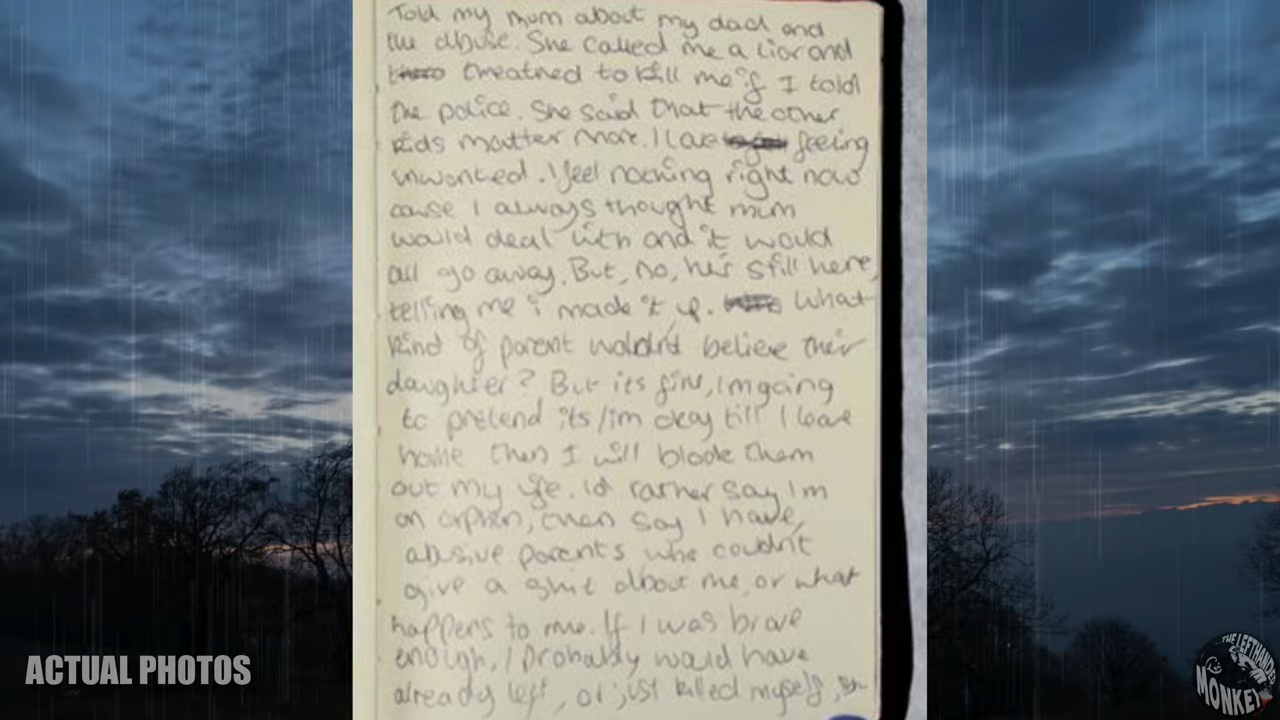 Told my mum about my dad and
the abuse. She called me a liar and
threatned to kill me if I told
the police. She said that the other
kids matter more. I feeling
unwanted. I feel nothing right now
cause I always thought mum
would deal with and it would
all go away. But, no, he's still here,
telling me i made it up. What
kind of parent woldn't believe their
daughter? But its fine, Im going
to pretend its/im okay till I leave
home then I will block them
out my life. I'd rather say I'm
an orphan, then say I have,
abusive parents who couldn't
give a shit about me, or what
happens to me. If I was brave
enough, I probably would have
already left, or just killed myself,
ACTUAL PHOTOS
THE LEFTHANDED
MONKEY